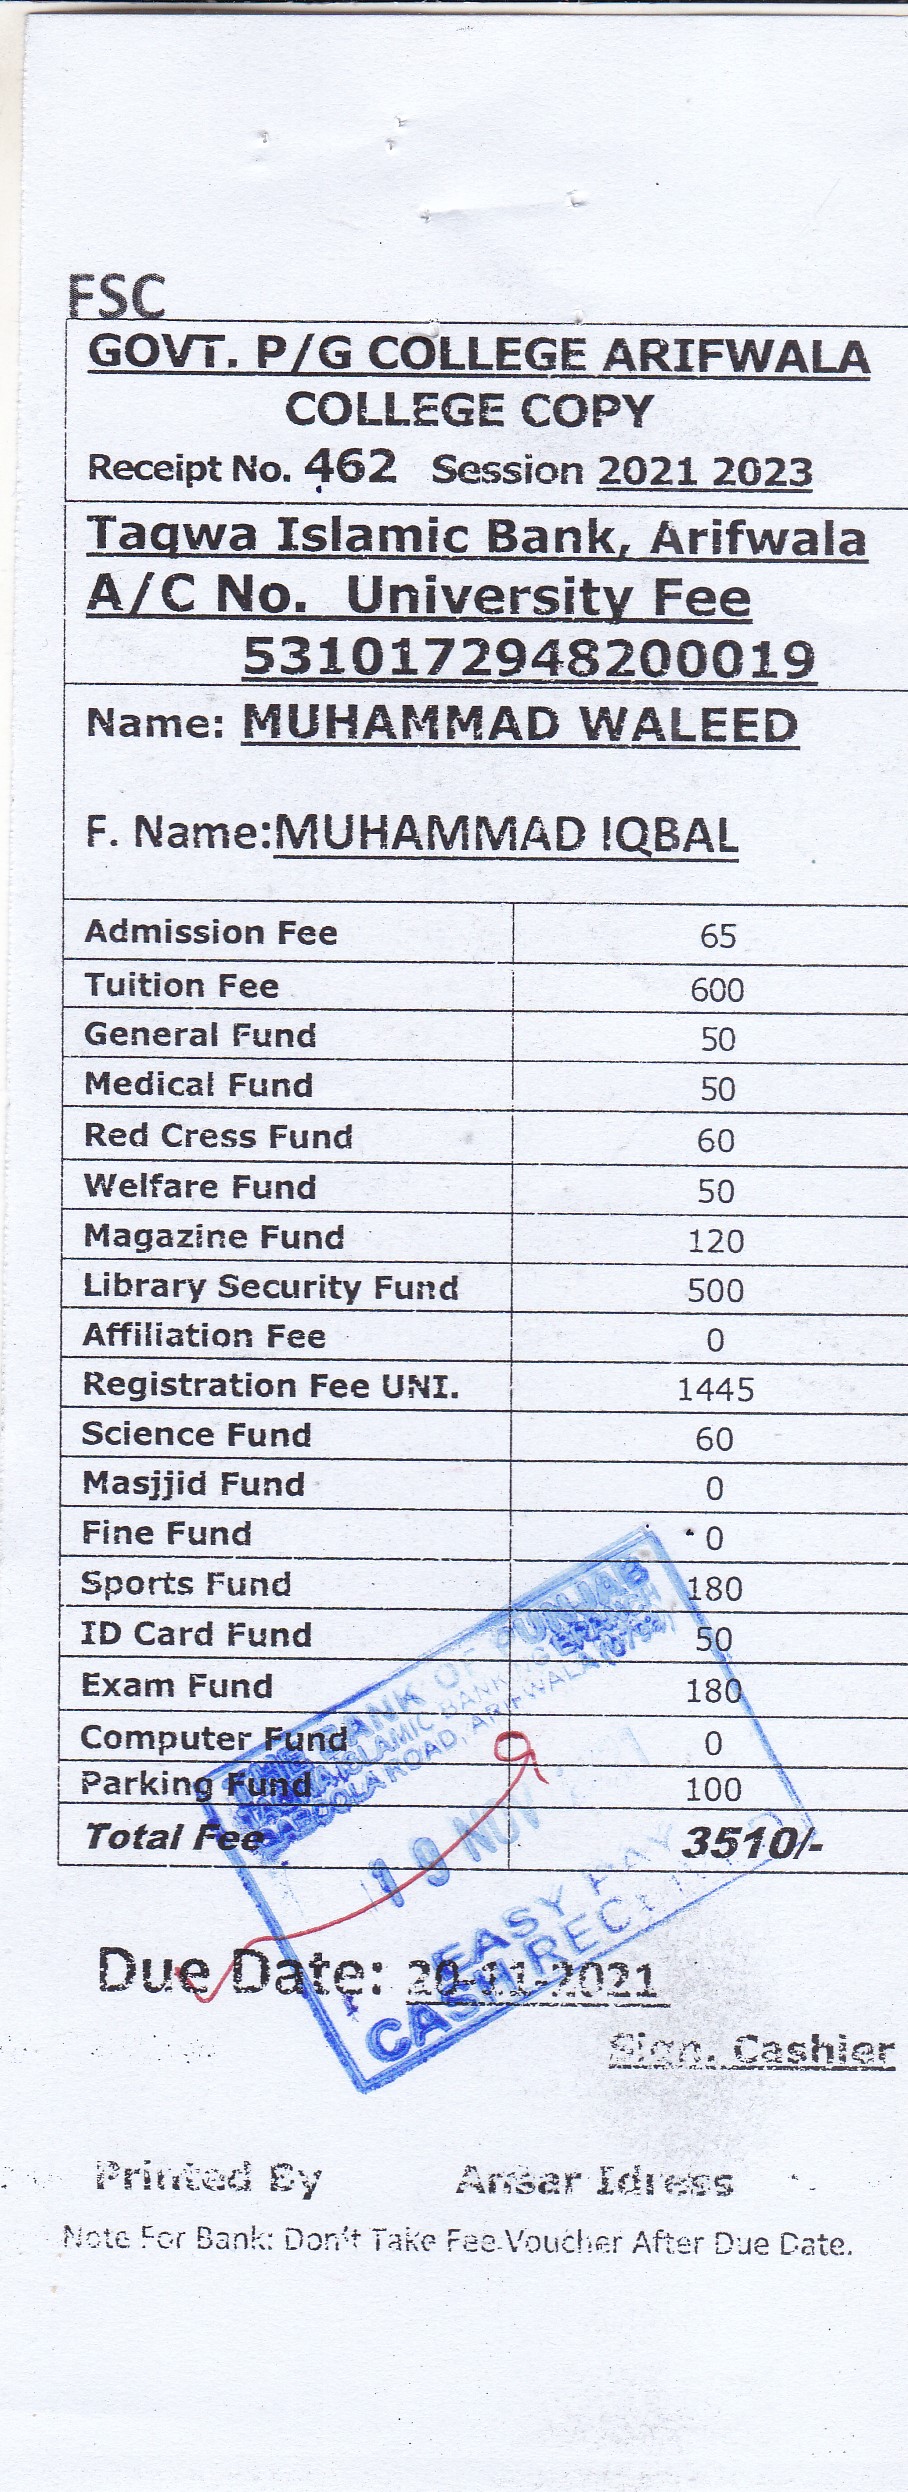 FSC
GOVT. P/G COLLEGE ARIFWALA
COLLEGE COPY
Receipt No. 462 Session 2021 2023
Taqwa Islamic Bank, Arifwala
A/C No. University Fee
5310172948200019
Name: MUHAMMAD WALEED
F. Name:MUHAMMAD IQBAL
Admission Fee 65
Tuition Fee 600
General Fund 50
Medical Fund 50
Red Cress Fund 60
Welfare Fund 50
Magazine Fund 120
Library Security Fund 500
Affiliation Fee 0
Registration Fee UNI. 1445
Science Fund 60
Masjjid Fund 0
Fine Fund 0
Sports Fund 180
ID Card Fund 50
Exam Fund 180
Computer Fund 0
Parking Fund 100
Total Fee 3510/-
THE BANK OF PUNJAB
ISLAMIC BANKING BRANCH
ROAD, ARIFWALA
19 NOV
EASY PAY
CASH
Due Date: 20-11-2021
Sign. Cashier
Printed By Ansar Idress
Note For Bank: Don't Take Fee Voucher After Due Date.